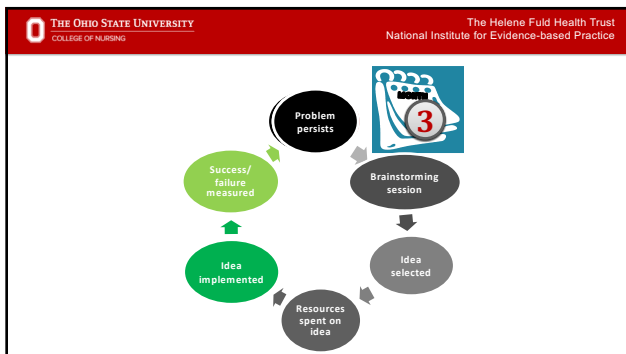 THE OHIO STATE UNIVERSITY
COLLEGE OF NURSING
The Helene Fuld Health Trust
National Institute for Evidence-based Practice
MONTH
3
Problem
persists
Brainstorming
session
Idea
selected
Resources
spent on
idea
Idea
implemented
Success/
failure
measured